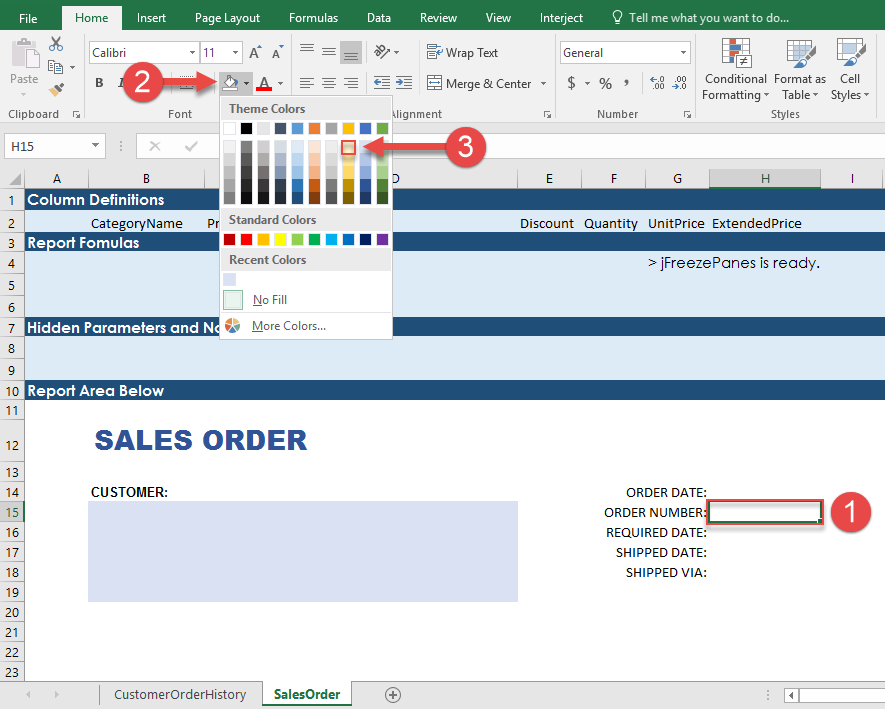 File Home Insert Page Layout Formulas Data Review View Interject Tell me what you want to do...
Calibri 11 Wrap Text General
Paste B Merge & Center $ % , Conditional Formatting Format as Table Cell Styles
Clipboard Font Alignment Number Styles
2
Theme Colors
H15
3
A B D E F G H I
1 Column Definitions
2 CategoryName Discount Quantity UnitPrice ExtendedPrice
Standard Colors
3 Report Fomulas
Recent Colors
4 > jFreezePanes is ready.
5
No Fill
6
7 Hidden Parameters and
More Colors...
8
9
10 Report Area Below
11
12 SALES ORDER
13
14 CUSTOMER: ORDER DATE:
15 ORDER NUMBER: 1
16 REQUIRED DATE:
17 SHIPPED DATE:
18 SHIPPED VIA:
19
20
21
22
23
CustomerOrderHistory SalesOrder